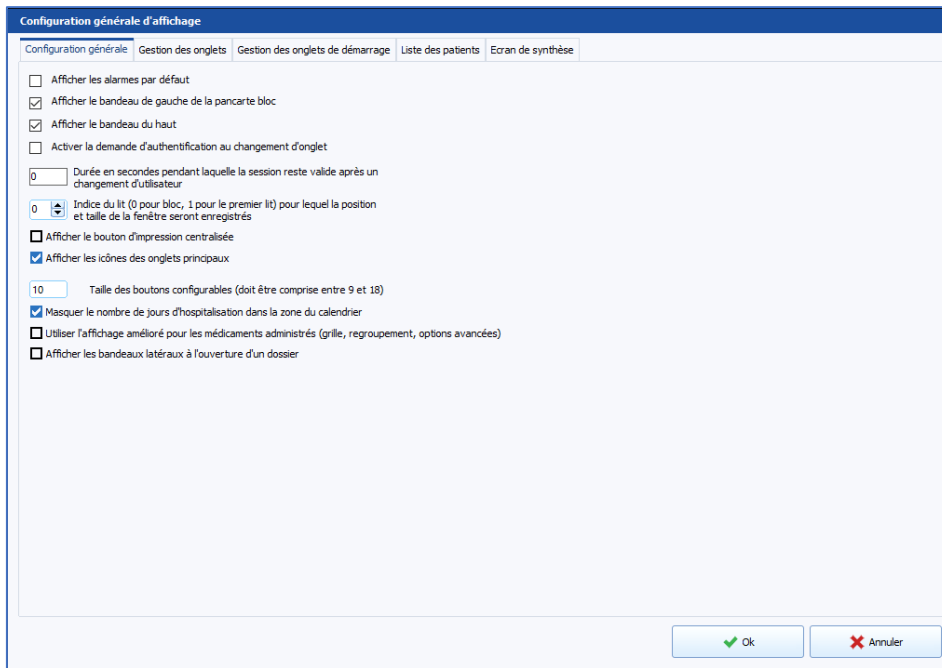 Configuration générale d'affichage
Configuration générale Gestion des onglets Gestion des onglets de démarrage Liste des patients Ecran de synthèse
Afficher les alarmes par défaut
Afficher le bandeau de gauche de la pancarte bloc
Afficher le bandeau du haut
Activer la demande d'authentification au changement d'onglet
0 Durée en secondes pendant laquelle la session reste valide après un
changement d'utilisateur
0 Indice du lit (0 pour bloc, 1 pour le premier lit) pour lequel la position
et taille de la fenêtre seront enregistrés
Afficher le bouton d'impression centralisée
Afficher les icônes des onglets principaux
10 Taille des boutons configurables (doit être comprise entre 9 et 18)
Masquer le nombre de jours d'hospitalisation dans la zone du calendrier
Utiliser l'affichage amélioré pour les médicaments administrés (grille, regroupement, options avancées)
Afficher les bandeaux latéraux à l'ouverture d'un dossier
Ok Annuler